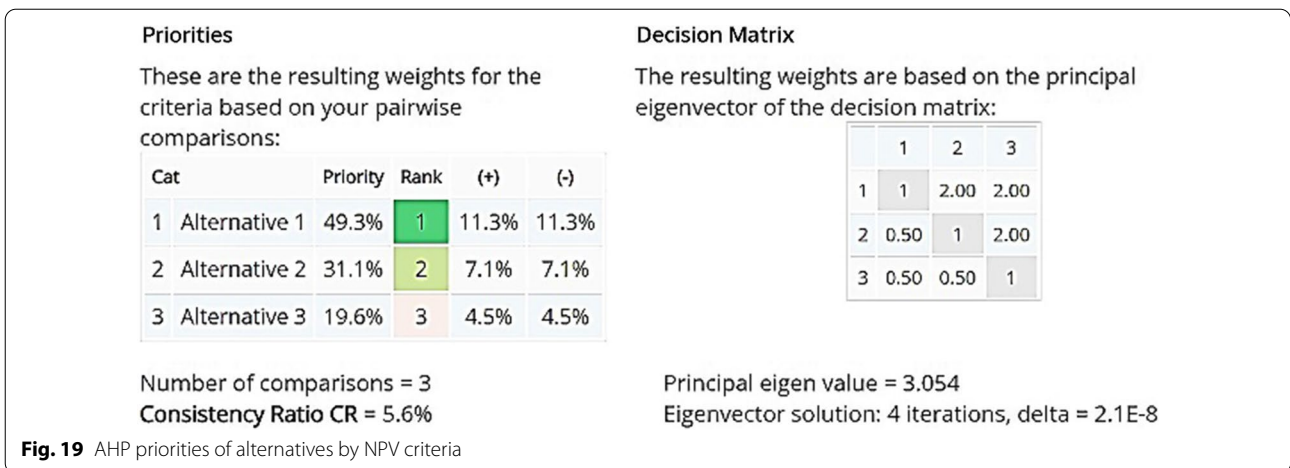 Priorities
These are the resulting weights for the
criteria based on your pairwise
comparisons:
Cat Priority Rank (+) (-)
1 Alternative 1 49.3% 1 11.3% 11.3%
2 Alternative 2 31.1% 2 7.1% 7.1%
3 Alternative 3 19.6% 3 4.5% 4.5%
Number of comparisons = 3
Consistency Ratio CR = 5.6%
Decision Matrix
The resulting weights are based on the principal
eigenvector of the decision matrix:
1 2 3
1 1 2.00 2.00
2 0.50 1 2.00
3 0.50 0.50 1
Principal eigen value = 3.054
Eigenvector solution: 4 iterations, delta = 2.1E-8
Fig. 19 AHP priorities of alternatives by NPV criteria